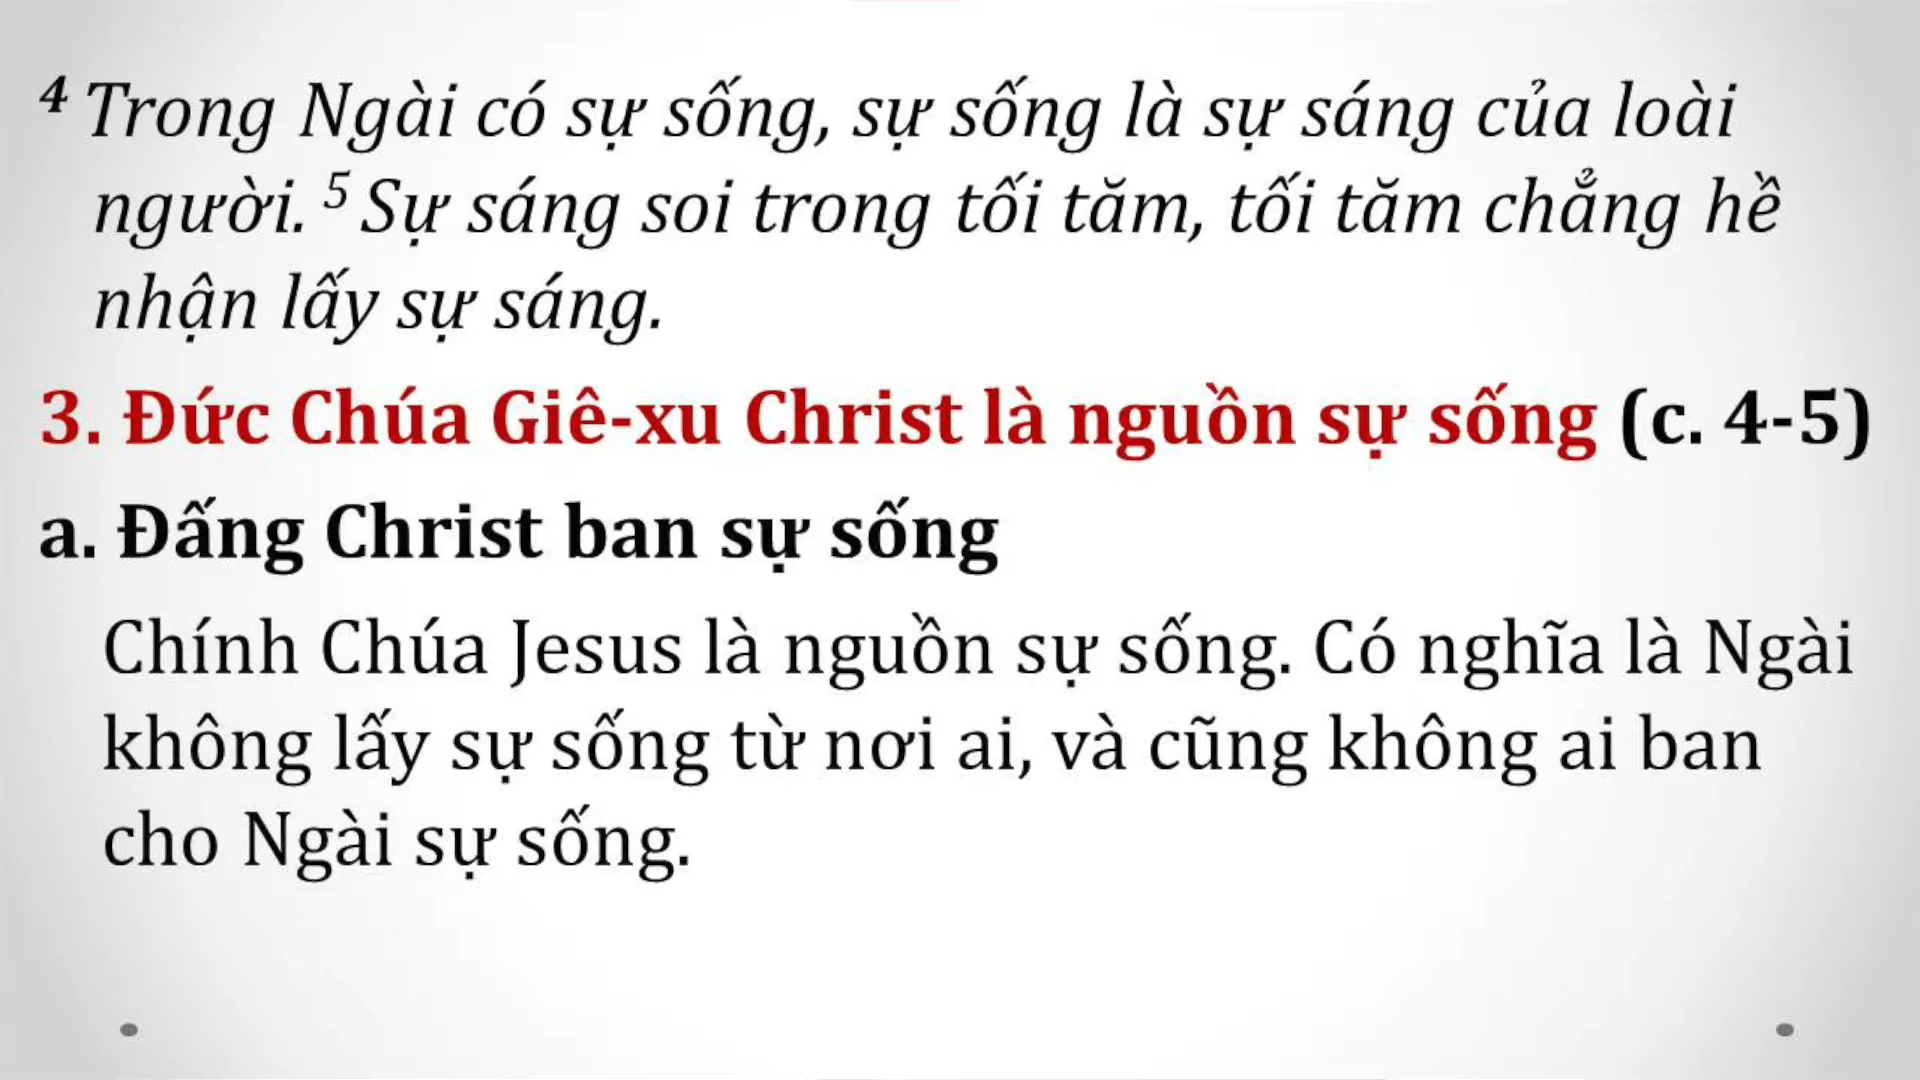 4 Trong Ngài có sự sống, sự sống là sự sáng của loài
người. 5 Sự sáng soi trong tối tăm, tối tăm chẳng hề
nhận lấy sự sáng.
3. Đức Chúa Giê-xu Christ là nguồn sự sống (c. 4-5)
a. Đấng Christ ban sự sống
Chính Chúa Jesus là nguồn sự sống. Có nghĩa là Ngài
không lấy sự sống từ nơi ai, và cũng không ai ban
cho Ngài sự sống.